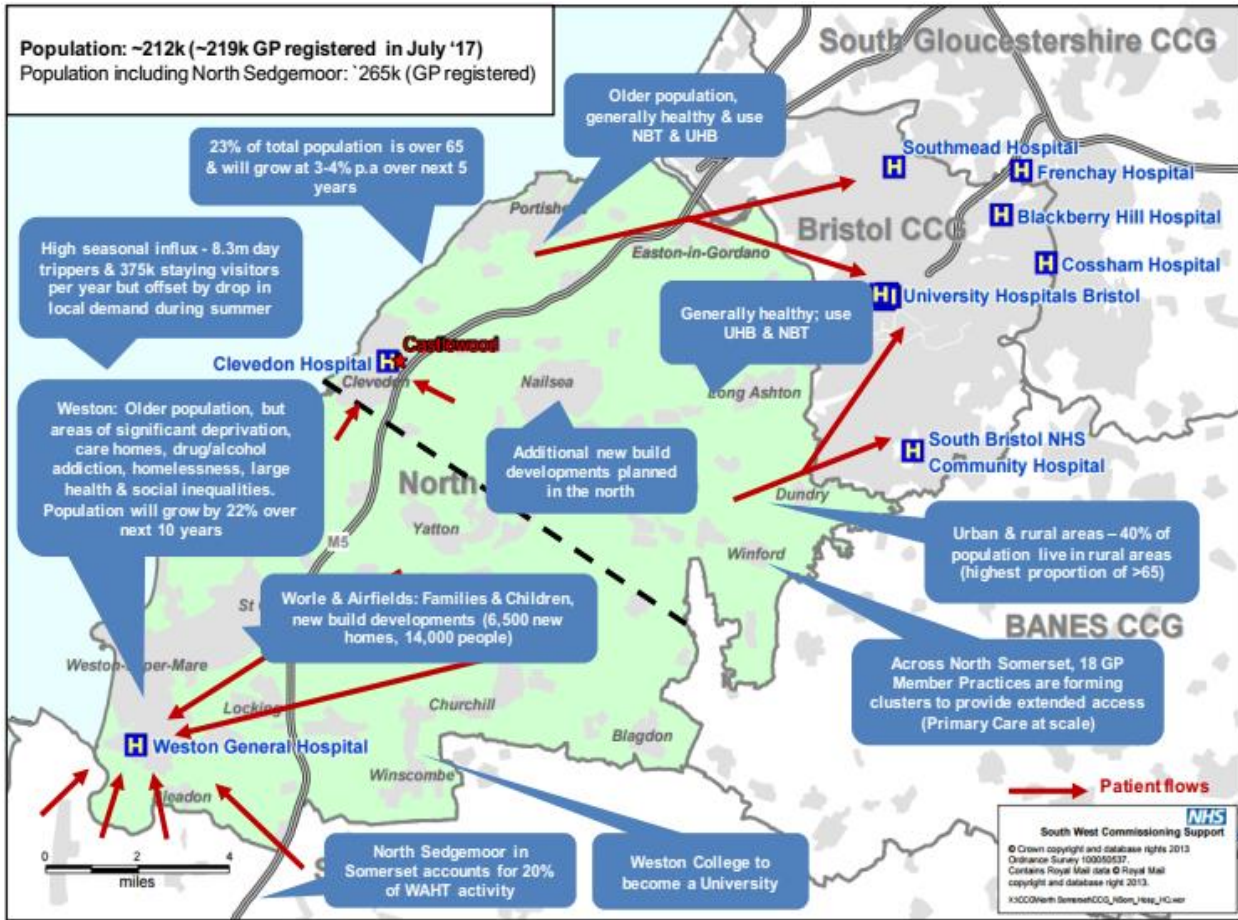 Population: ~212k (~219k GP registered in July ‘17)
Population including North Sedgemoor: `265k (GP registered)
South Gloucestershire CCG
Older population,
generally healthy & use
NBT & UHB
23% of total population is over 65
& will grow at 3-4% p.a over next 5
years
Southmead Hospital
Frenchay Hospital
Blackberry Hill Hospital
Bristol CCG
Cossham Hospital
University Hospitals Bristol
High seasonal influx - 8.3m day
trippers & 375k staying visitors
per year but offset by drop in
local demand during summer
Easton-in-Gordano
Generally healthy; use
UHB & NBT
Castlewood
Clevedon Hospital
Clevedon
Nailsea
Long Ashton
Weston: Older population, but
areas of significant deprivation,
care homes, drug/alcohol
addiction, homelessness, large
health & social inequalities.
Population will grow by 22% over
next 10 years
Additional new build
developments planned
in the north
South Bristol NHS
Community Hospital
North
Yatton
Dundry
Winford
M5
Urban & rural areas – 40% of
population live in rural areas
(highest proportion of >65)
BANES CCG
St
Worle & Airfields: Families & Children,
new build developments (6,500 new
homes, 14,000 people)
Across North Somerset, 18 GP
Member Practices are forming
clusters to provide extended access
(Primary Care at scale)
Locking
Churchill
Blagdon
Weston General Hospital
Winscombe
Patient flows
0 2 4
miles
North Sedgemoor in
Somerset accounts for 20%
of WAHT activity
Weston College to
become a University
NHS
South West Commissioning Support
© Crown copyright and database rights 2013
Ordnance Survey 100050537.
Contains Royal Mail data © Royal Mail
copyright and database right 2013.